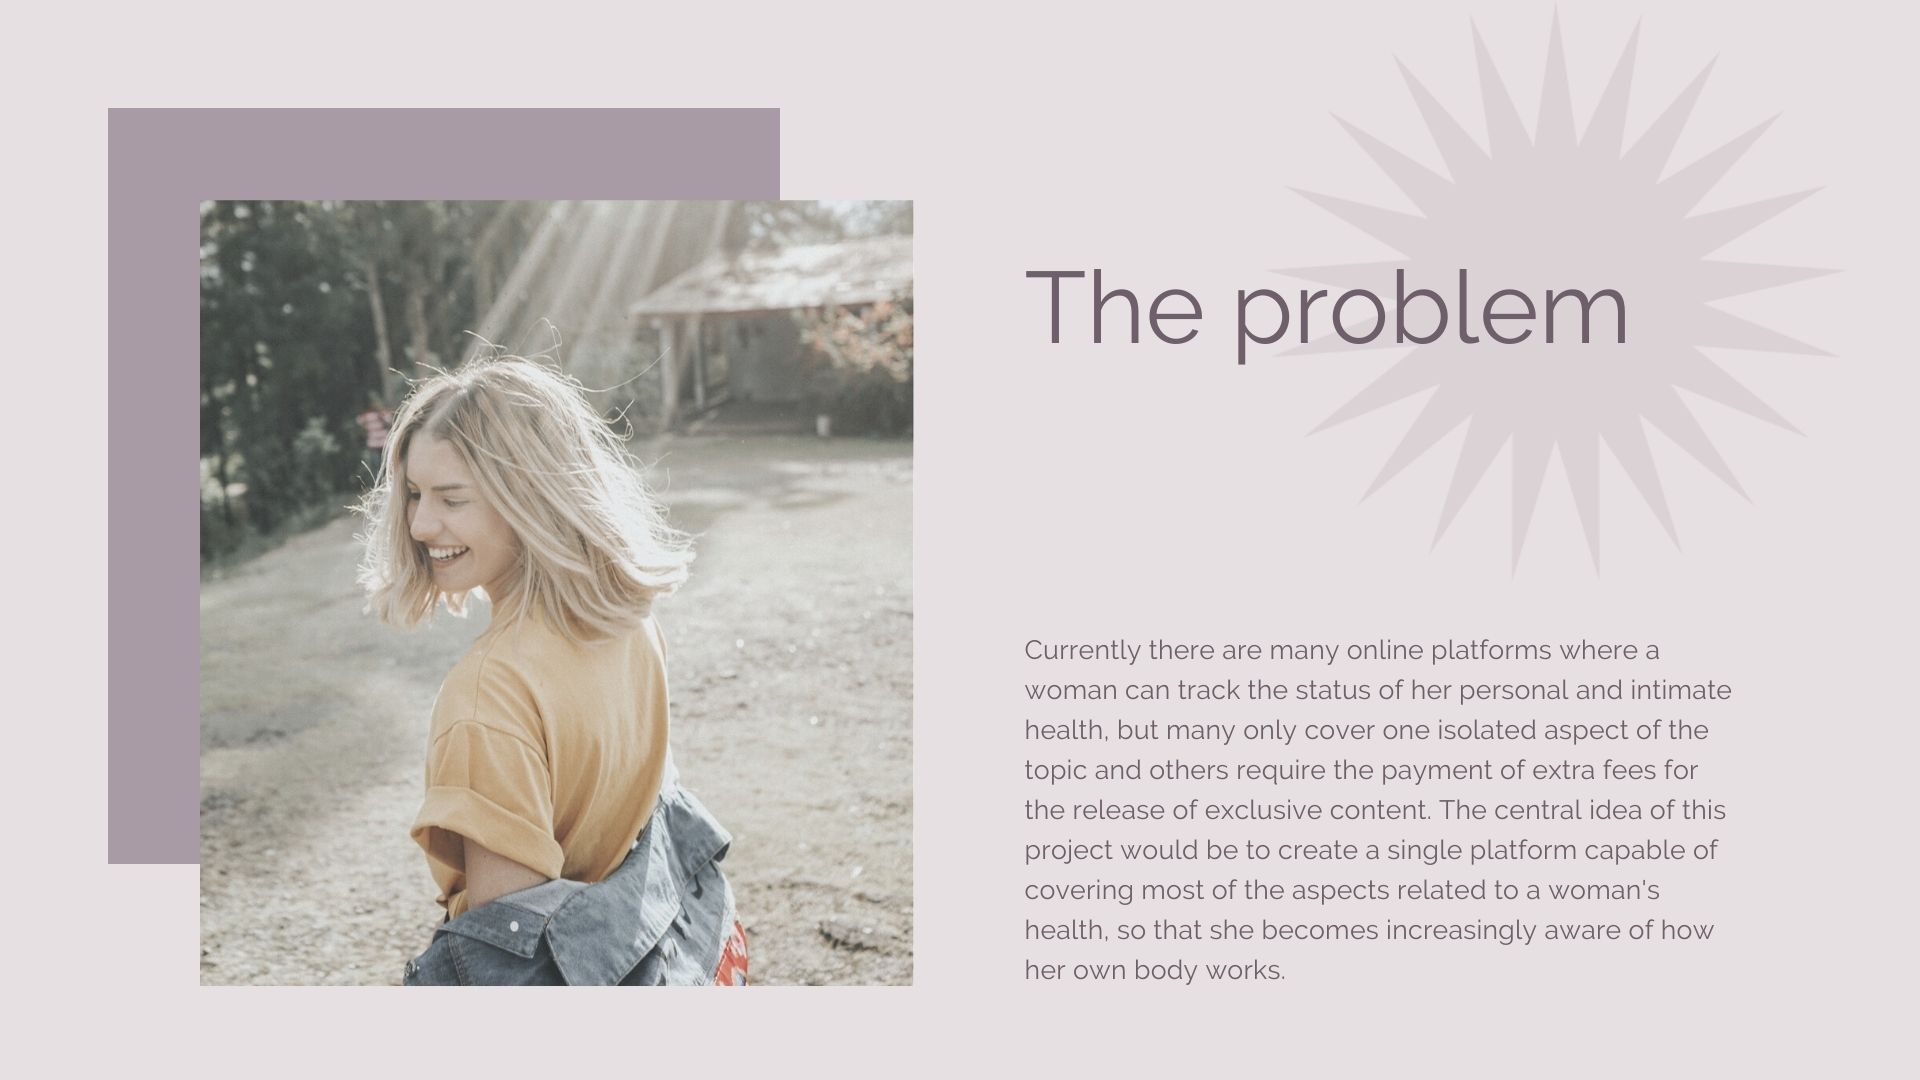 The problem
Currently there are many online platforms where a
woman can track the status of her personal and intimate
health, but many only cover one isolated aspect of the
topic and others require the payment of extra fees for
the release of exclusive content. The central idea of this
project would be to create a single platform capable of
covering most of the aspects related to a woman's
health, so that she becomes increasingly aware of how
her own body works.